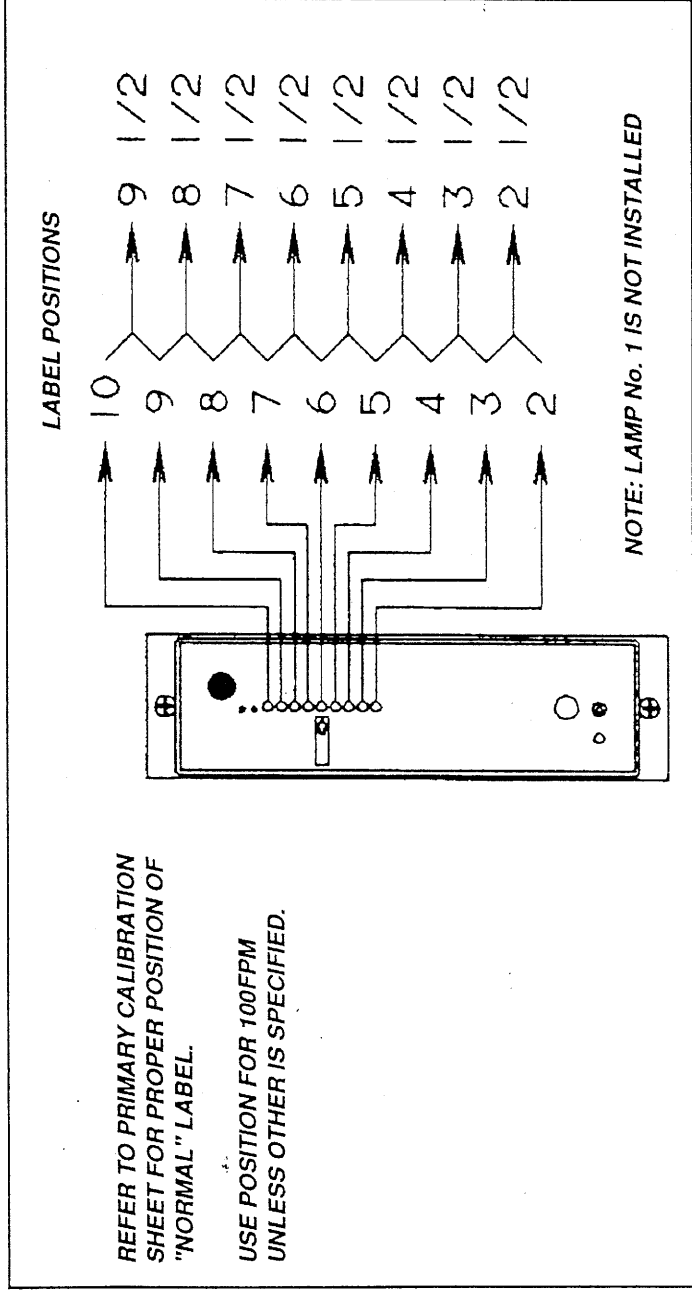 REFER TO PRIMARY CALIBRATION
SHEET FOR PROPER POSITION OF
"NORMAL" LABEL.
USE POSITION FOR 100FPM
UNLESS OTHER IS SPECIFIED.
LABEL POSITIONS
10
9
8
7
6
5
4
3
2
9 1/2
8 1/2
7 1/2
6 1/2
5 1/2
4 1/2
3 1/2
2 1/2
NOTE: LAMP No. 1 IS NOT INSTALLED